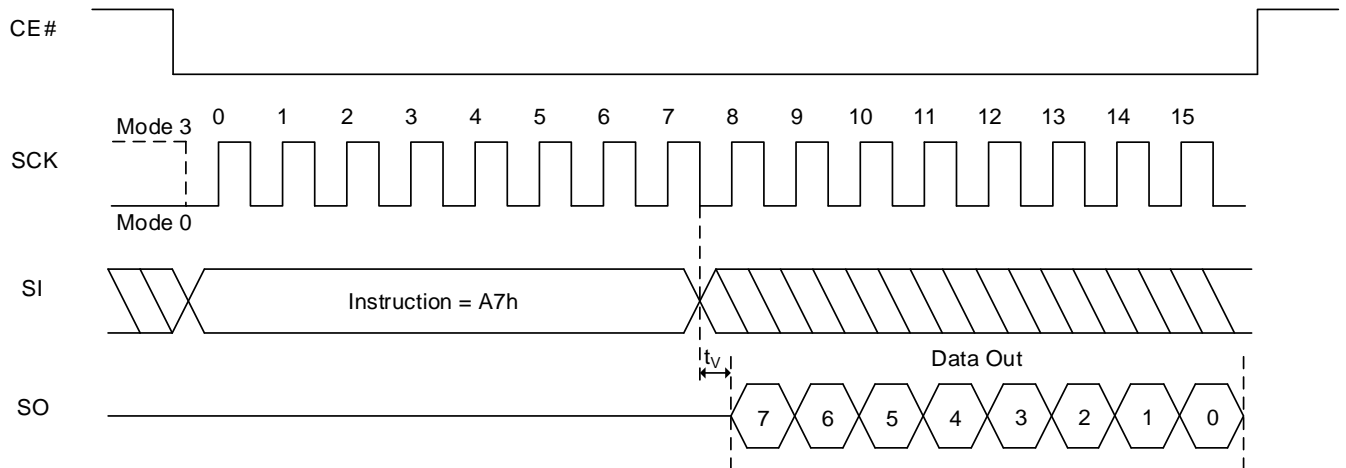 CE#
Mode 3 0 1 2 3 4 5 6 7 8 9 10 11 12 13 14 15
SCK
Mode 0
SI
Instruction = A7h
tV Data Out
SO
7 6 5 4 3 2 1 0